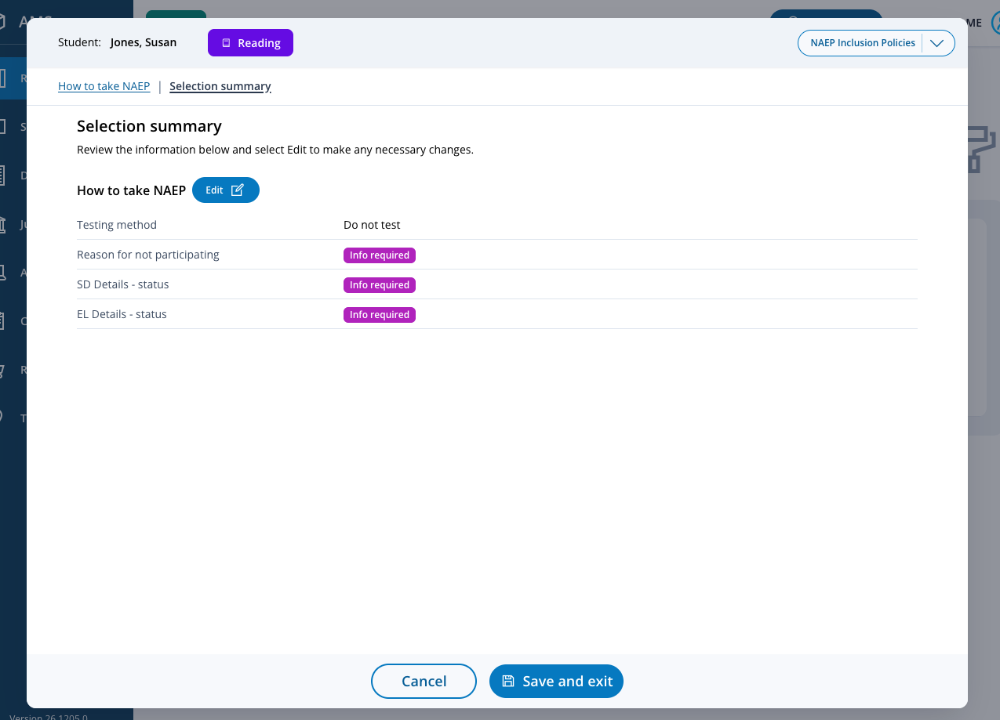 Student: Jones, Susan
Reading
NAEP Inclusion Policies
How to take NAEP | Selection summary
Selection summary
Review the information below and select Edit to make any necessary changes.
How to take NAEP Edit
Testing method Do not test
Reason for not participating Info required
SD Details - status Info required
EL Details - status Info required
Cancel Save and exit
Version 26.1205.0